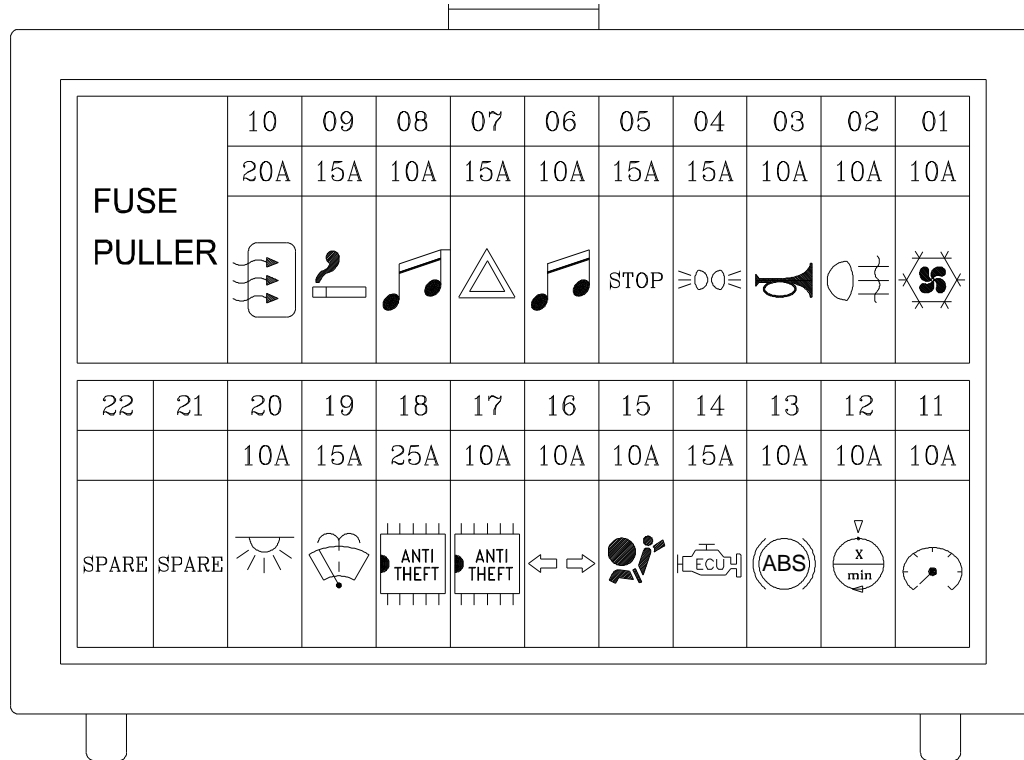 FUSE
PULLER
10 09 08 07 06 05 04 03 02 01
20A 15A 10A 15A 10A 15A 15A 10A 10A 10A
STOP
22 21 20 19 18 17 16 15 14 13 12 11
10A 15A 25A 10A 10A 10A 15A 10A 10A 10A
SPARE SPARE ANTI THEFT ANTI THEFT ECU ABS x min